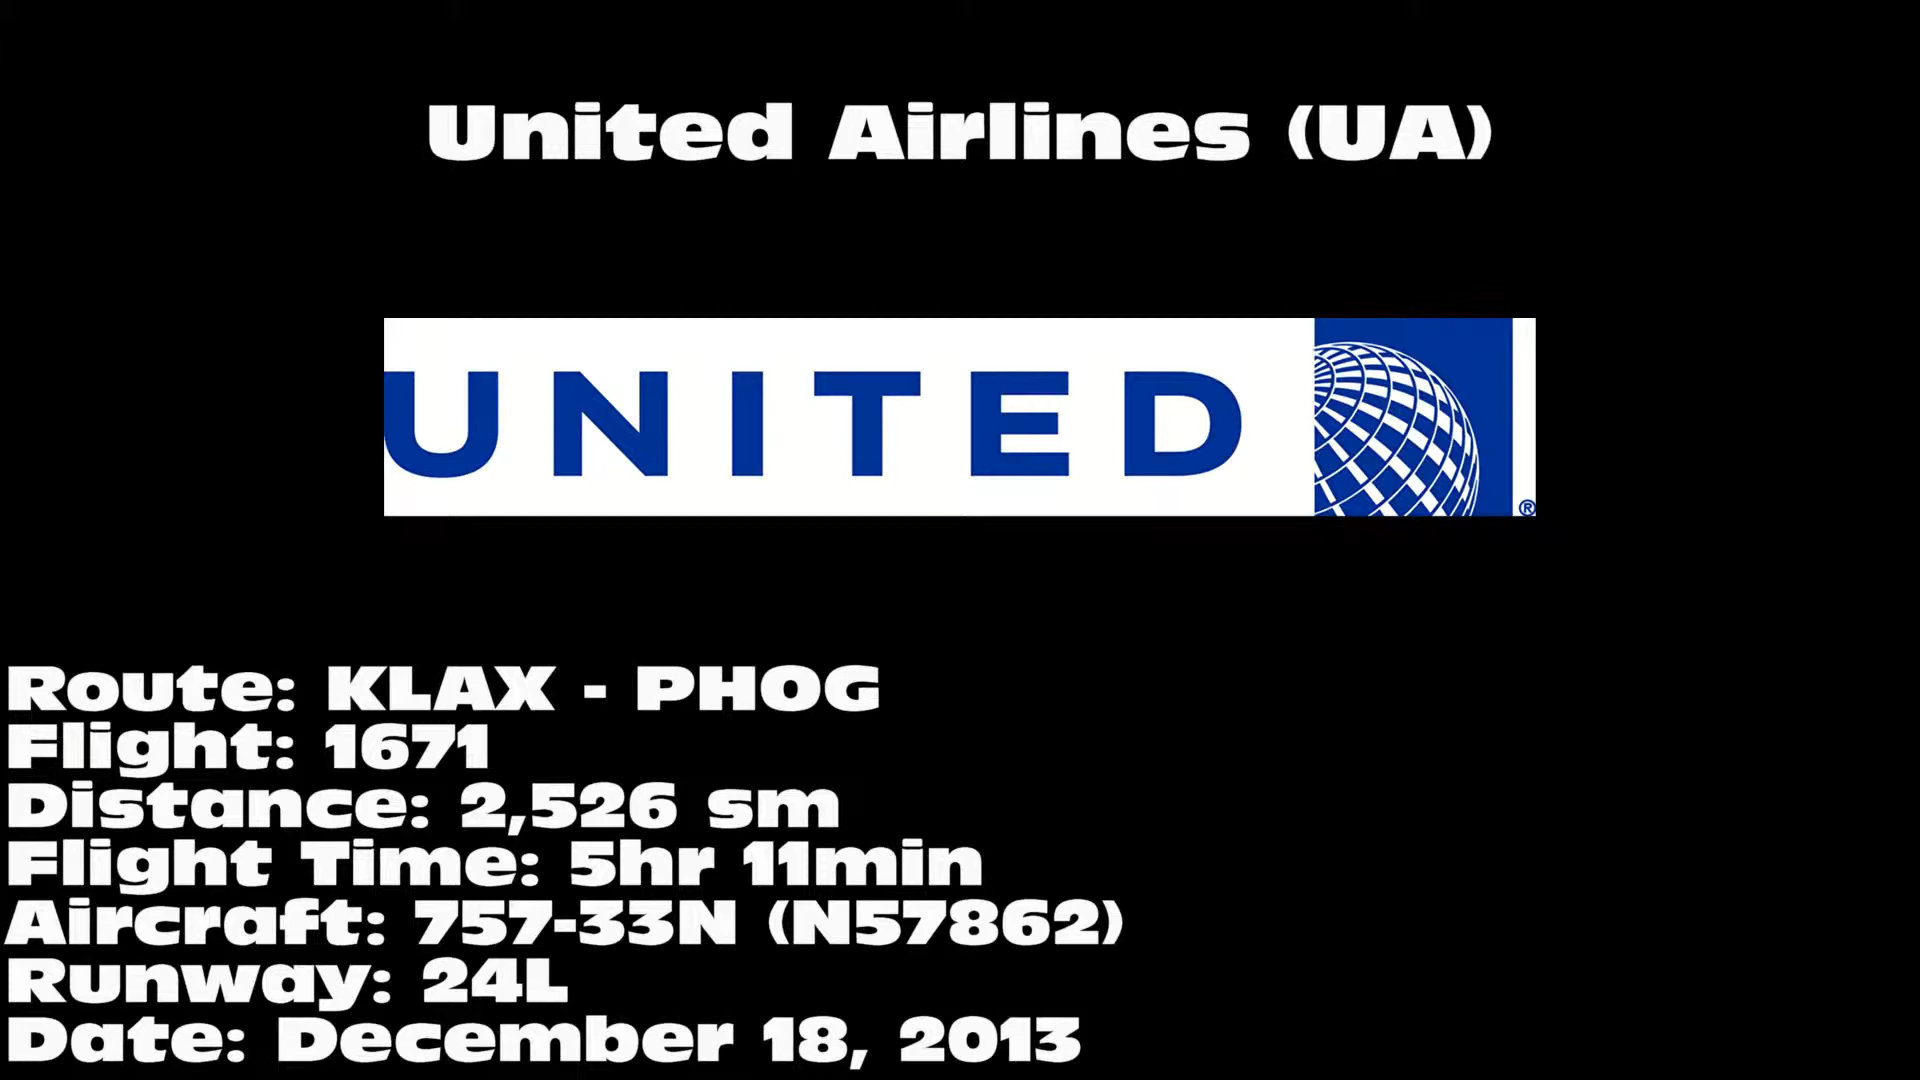 United Airlines (UA)
UNITED
®
Route: KLAX - PHOG
Flight: 1671
Distance: 2,526 sm
Flight Time: 5hr 11min
Aircraft: 757-33N (N57862)
Runway: 24L
Date: December 18, 2013